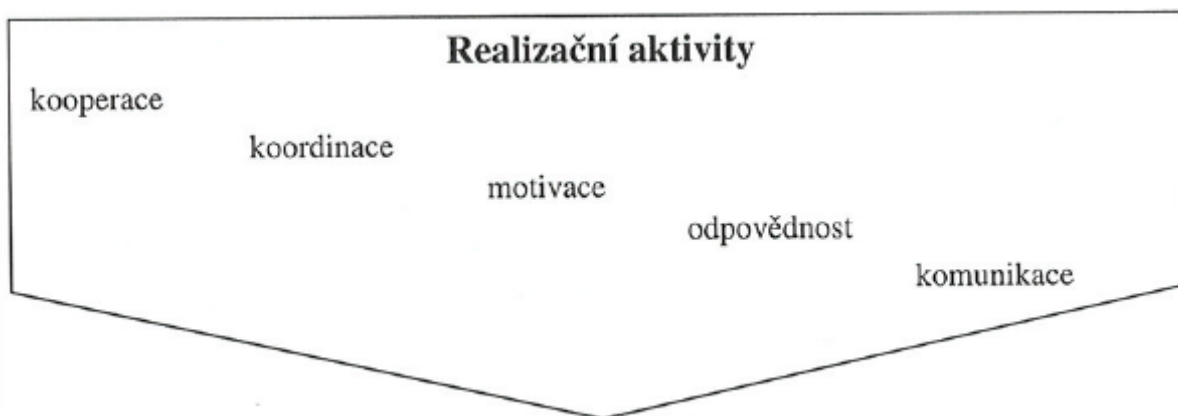 Realizační aktivity
kooperace
koordinace
motivace
odpovědnost
komunikace